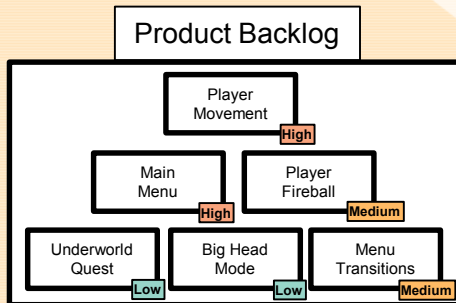 Product Backlog
Player
Movement
High
Main
Menu
High
Player
Fireball
Medium
Underworld
Quest
Low
Big Head
Mode
Low
Menu
Transitions
Medium